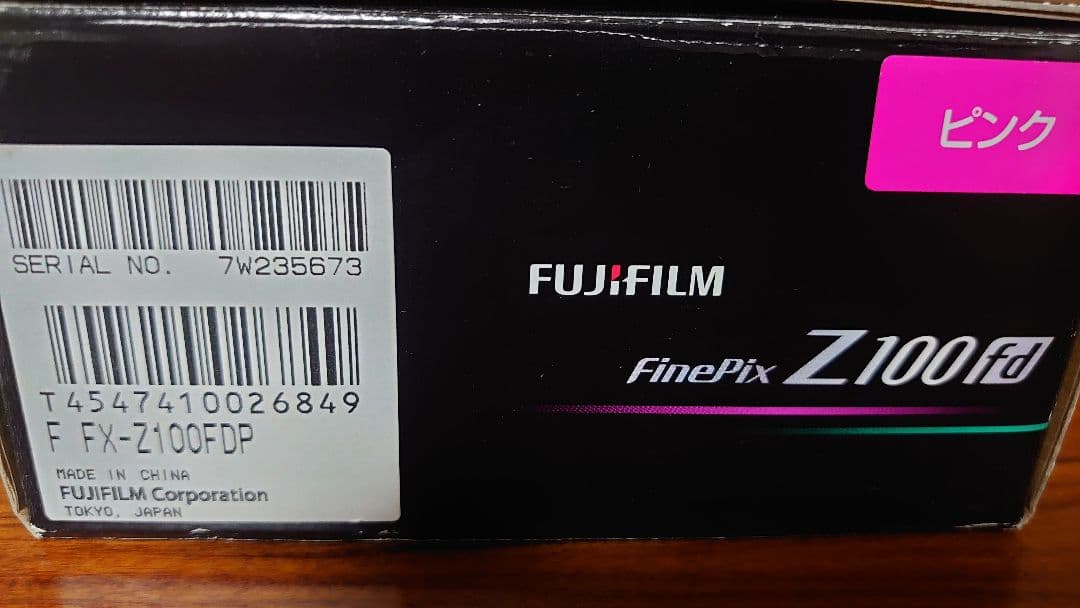 ピンク
SERIAL NO. 7W235673
T4547410026849
F FX-Z100FDP
MADE IN CHINA
FUJIFILM Corporation
TOKYO, JAPAN
FUJIFILM
FinePix Z100fd